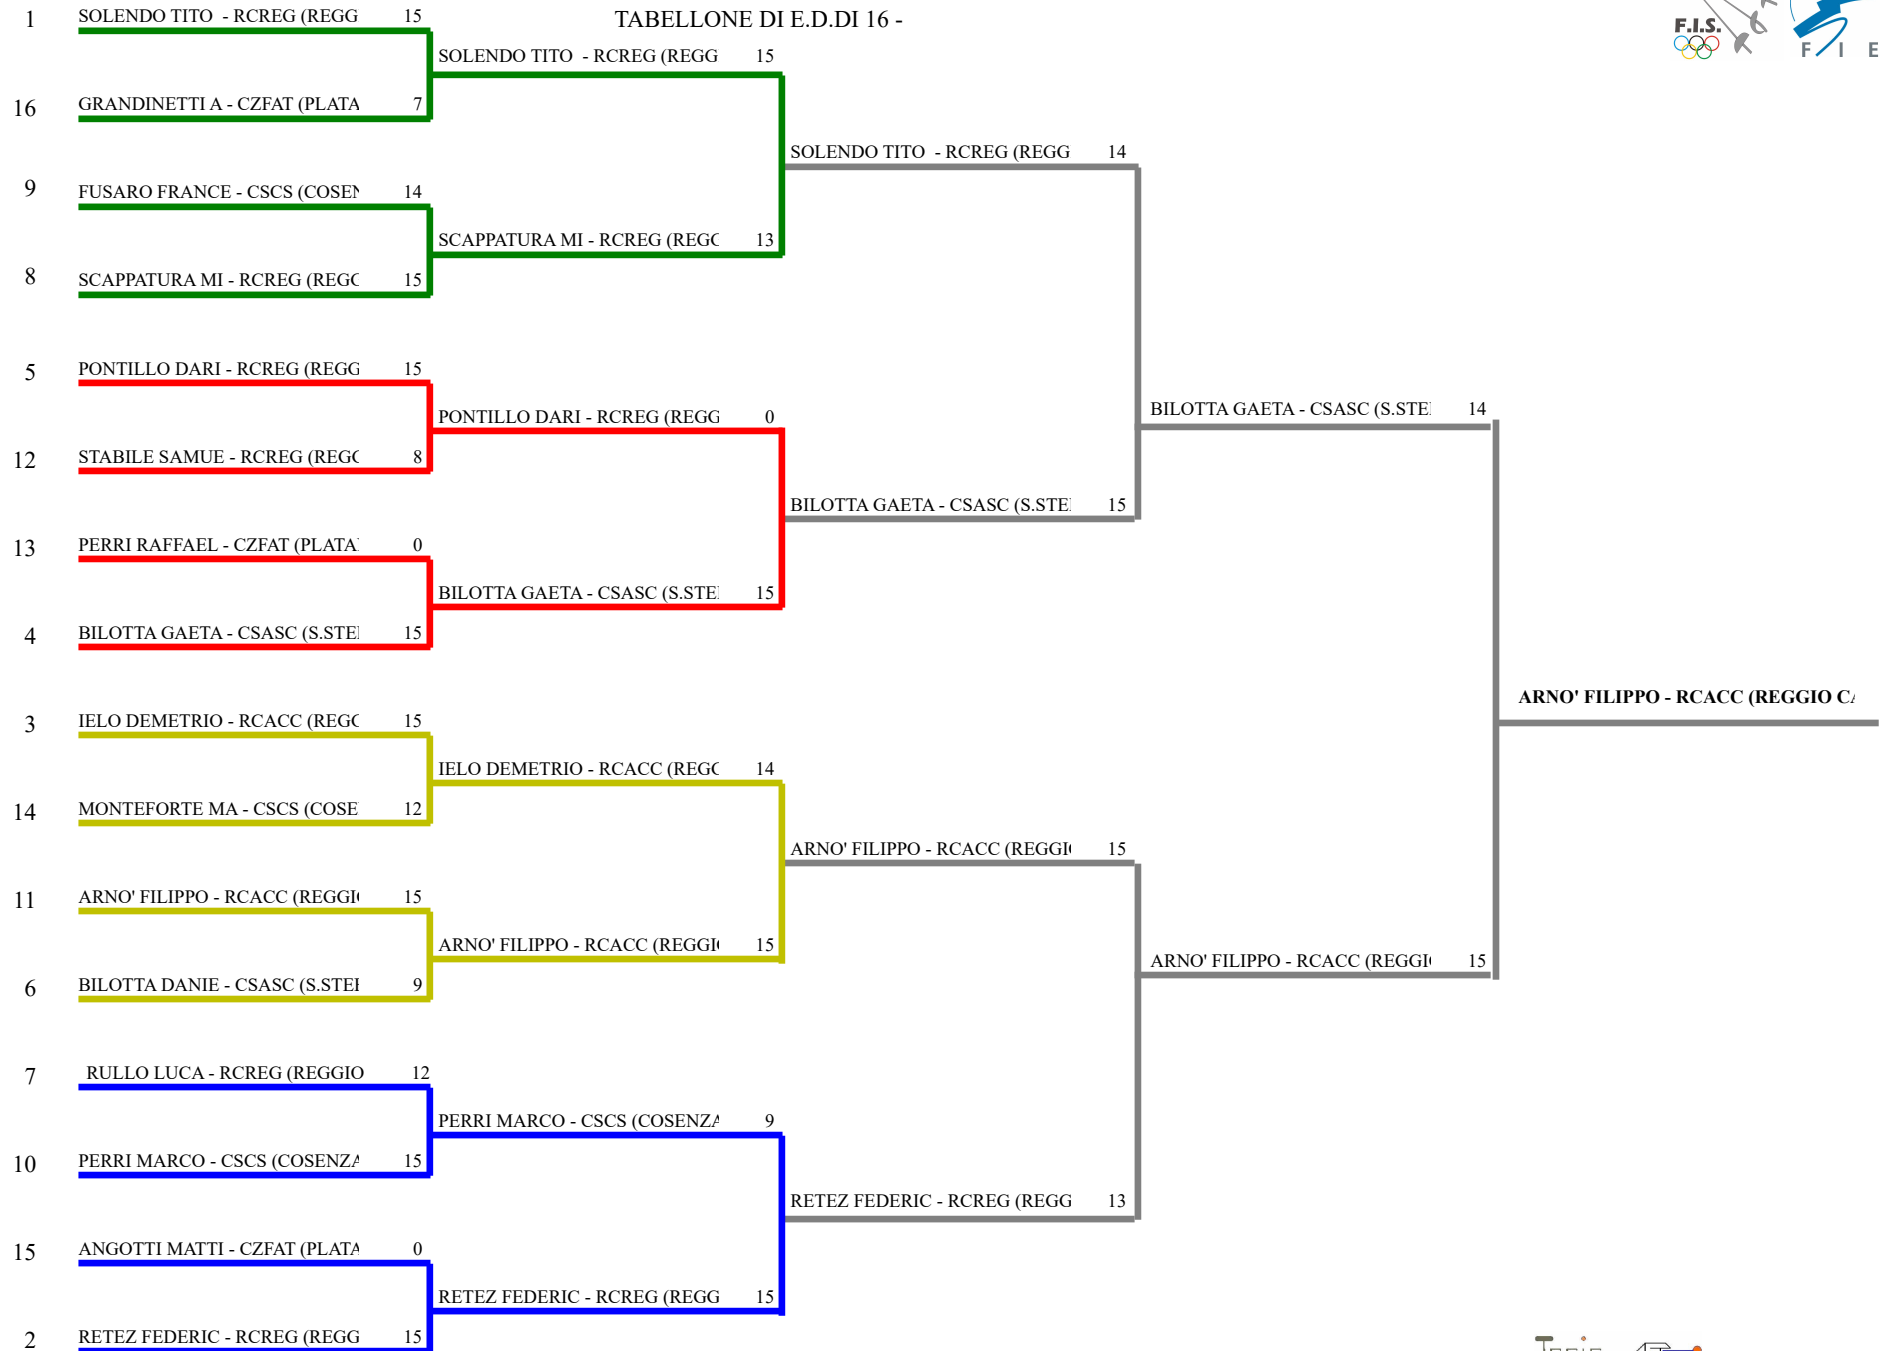 TABELLONE DI E.D.DI 16 -
F.I.S.
F I E
1 SOLENDO TITO - RCREG (REGG 15
SOLENDO TITO - RCREG (REGG 15
16 GRANDINETTI A - CZFAT (PLATA 7
SOLENDO TITO - RCREG (REGG 14
9 FUSARO FRANCE - CSCS (COSEN 14
SCAPPATURA MI - RCREG (REGG 13
8 SCAPPATURA MI - RCREG (REGG 15
5 PONTILLO DARI - RCREG (REGG 15
BILOTTA GAETA - CSASC (S.STE 14
PONTILLO DARI - RCREG (REGG 0
12 STABILE SAMUE - RCREG (REGG 8
BILOTTA GAETA - CSASC (S.STE 15
13 PERRI RAFFAEL - CZFAT (PLATA 0
BILOTTA GAETA - CSASC (S.STE 15
4 BILOTTA GAETA - CSASC (S.STE 15
ARNO' FILIPPO - RCACC (REGGIO CA
3 IELO DEMETRIO - RCACC (REGG 15
IELO DEMETRIO - RCACC (REGG 14
14 MONTEFORTE MA - CSCS (COSE 12
ARNO' FILIPPO - RCACC (REGGI 15
11 ARNO' FILIPPO - RCACC (REGGI 15
ARNO' FILIPPO - RCACC (REGGI 15
ARNO' FILIPPO - RCACC (REGGI 15
6 BILOTTA DANIE - CSASC (S.STE 9
7 RULLO LUCA - RCREG (REGGIO 12
PERRI MARCO - CSCS (COSENZA 9
10 PERRI MARCO - CSCS (COSENZA 15
RETEZ FEDERIC - RCREG (REGG 13
15 ANGOTTI MATTI - CZFAT (PLATA 0
RETEZ FEDERIC - RCREG (REGG 15
2 RETEZ FEDERIC - RCREG (REGG 15